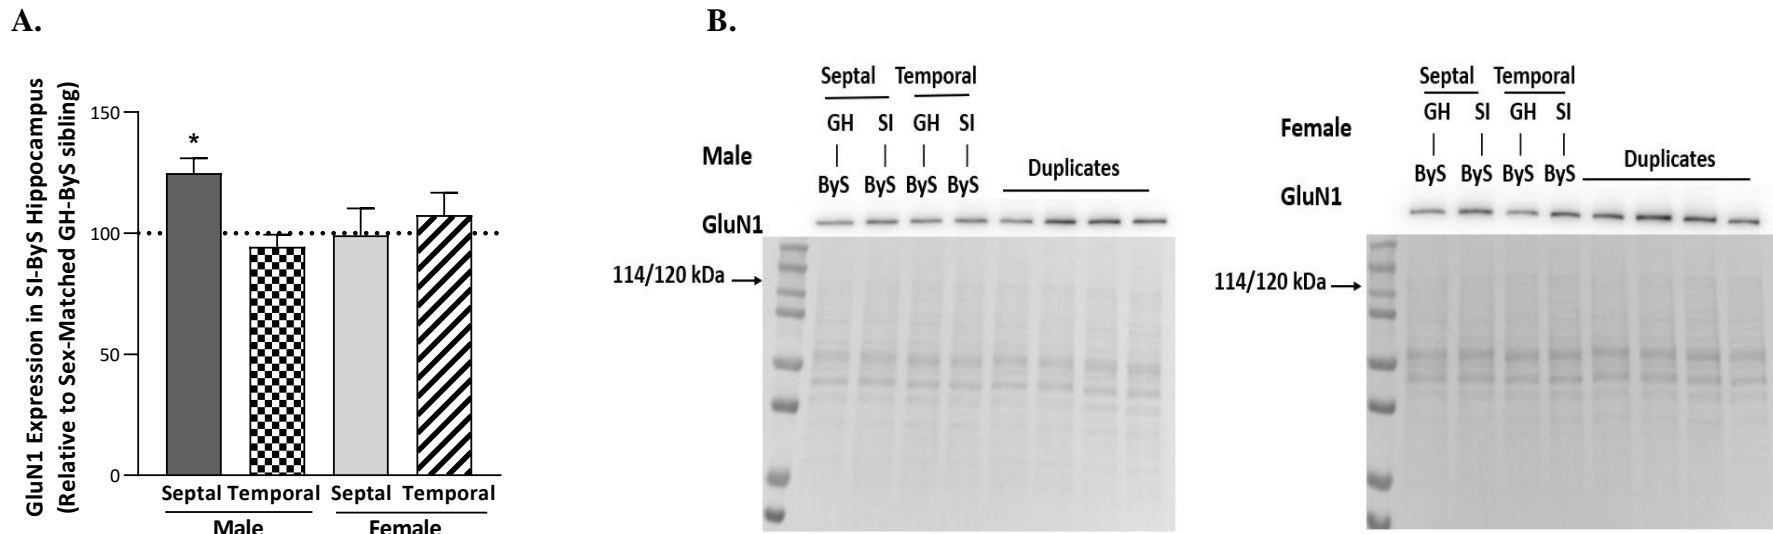 A.
GluN1 Expression in SI-ByS Hippocampus
(Relative to Sex-Matched GH-ByS sibling)
150
100
50
0
*
Septal Temporal Septal Temporal
Male Female
B.
Septal Temporal
GH SI GH SI
Male
ByS ByS ByS ByS
Duplicates
GluN1
114/120 kDa
Septal Temporal
GH SI GH SI
Female
ByS ByS ByS ByS
Duplicates
GluN1
114/120 kDa